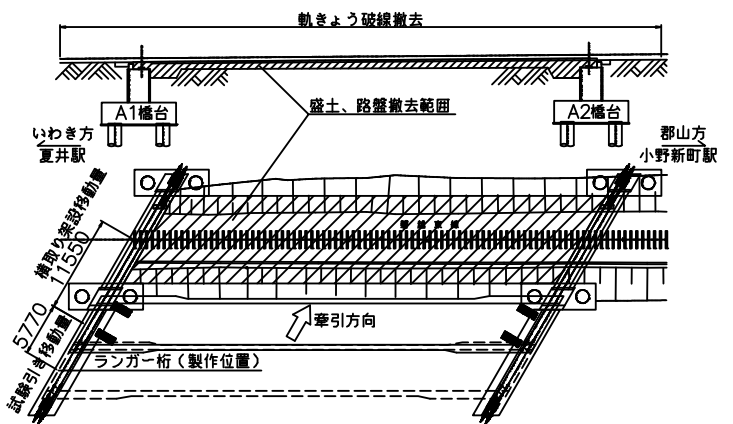 軌きょう破線撤去
A1橋台
A2橋台
盛土、路盤撤去範囲
いわき方
夏井駅
郡山方
小野新町駅
横取り架設移動量
11550
5770
試験引き移動量
牽引方向
ランガー桁(製作位置)